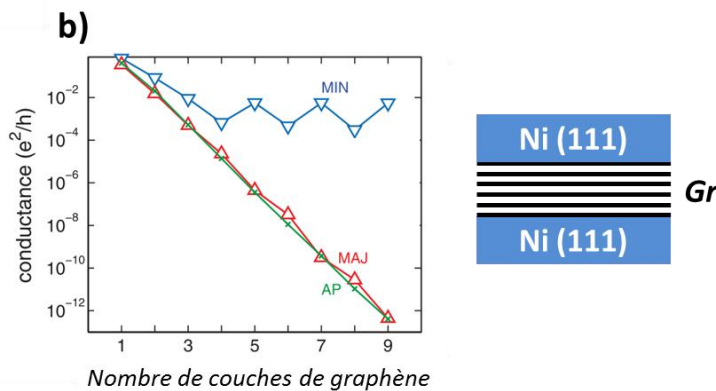 b)
conductance (e²/h)
10⁻²
10⁻⁴
10⁻⁶
10⁻⁸
10⁻¹⁰
10⁻¹²
MIN
MAJ
AP
1 3 5 7 9
Nombre de couches de graphène
Ni (111)
Gr
Ni (111)